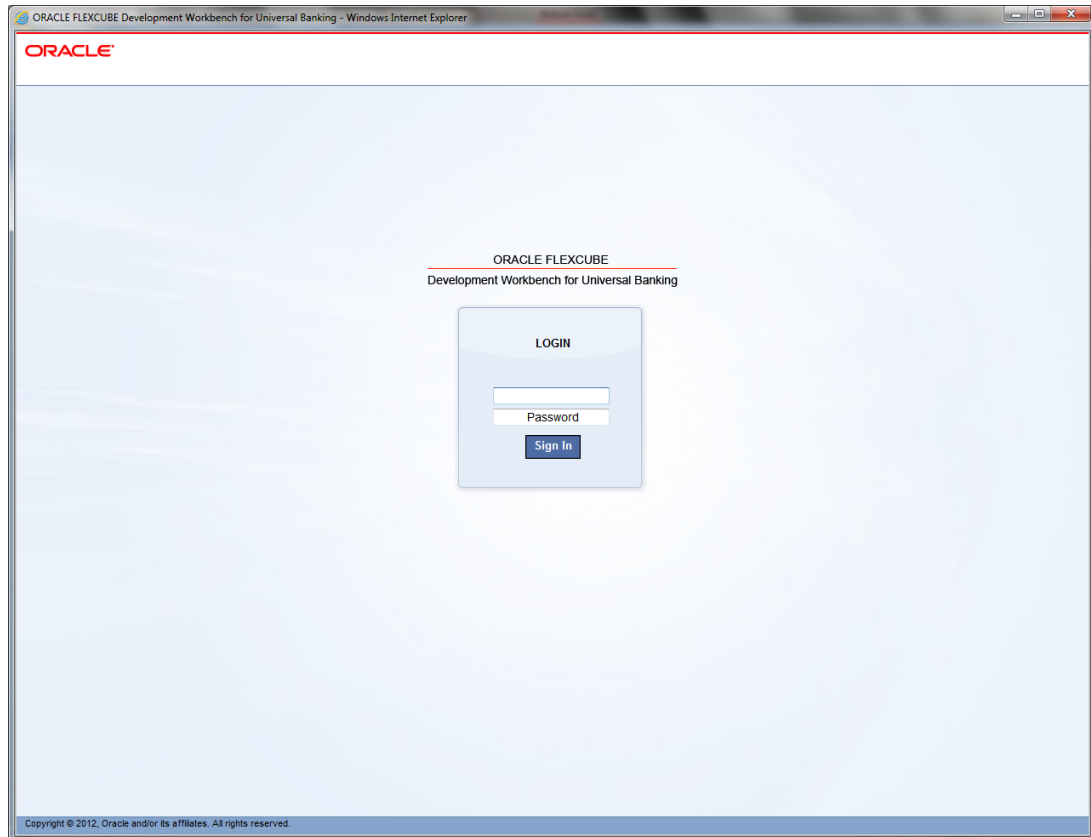 ORACLE FLEXCUBE Development Workbench for Universal Banking - Windows Internet Explorer
ORACLE
ORACLE FLEXCUBE
Development Workbench for Universal Banking
LOGIN
Password
Sign In
Copyright © 2012, Oracle and/or its affiliates. All rights reserved.